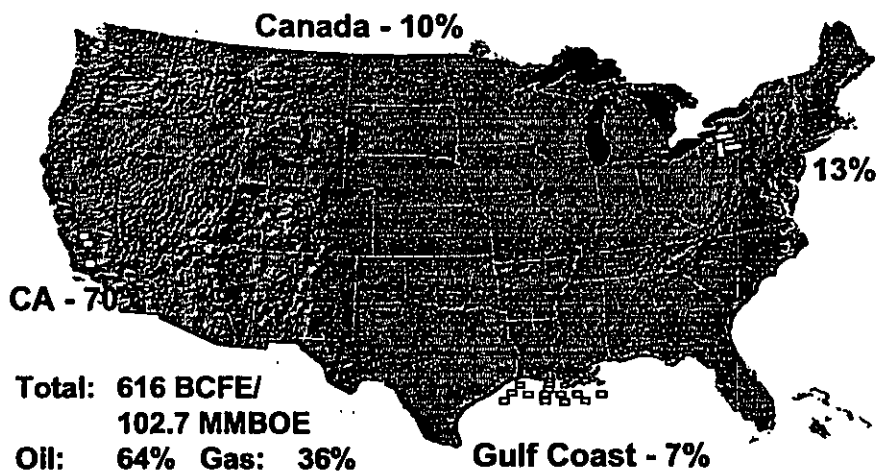 Canada - 10%
13%
CA - 70
Total: 616 BCFE/
102.7 MMBOE
Oil: 64% Gas: 36%
Gulf Coast - 7%